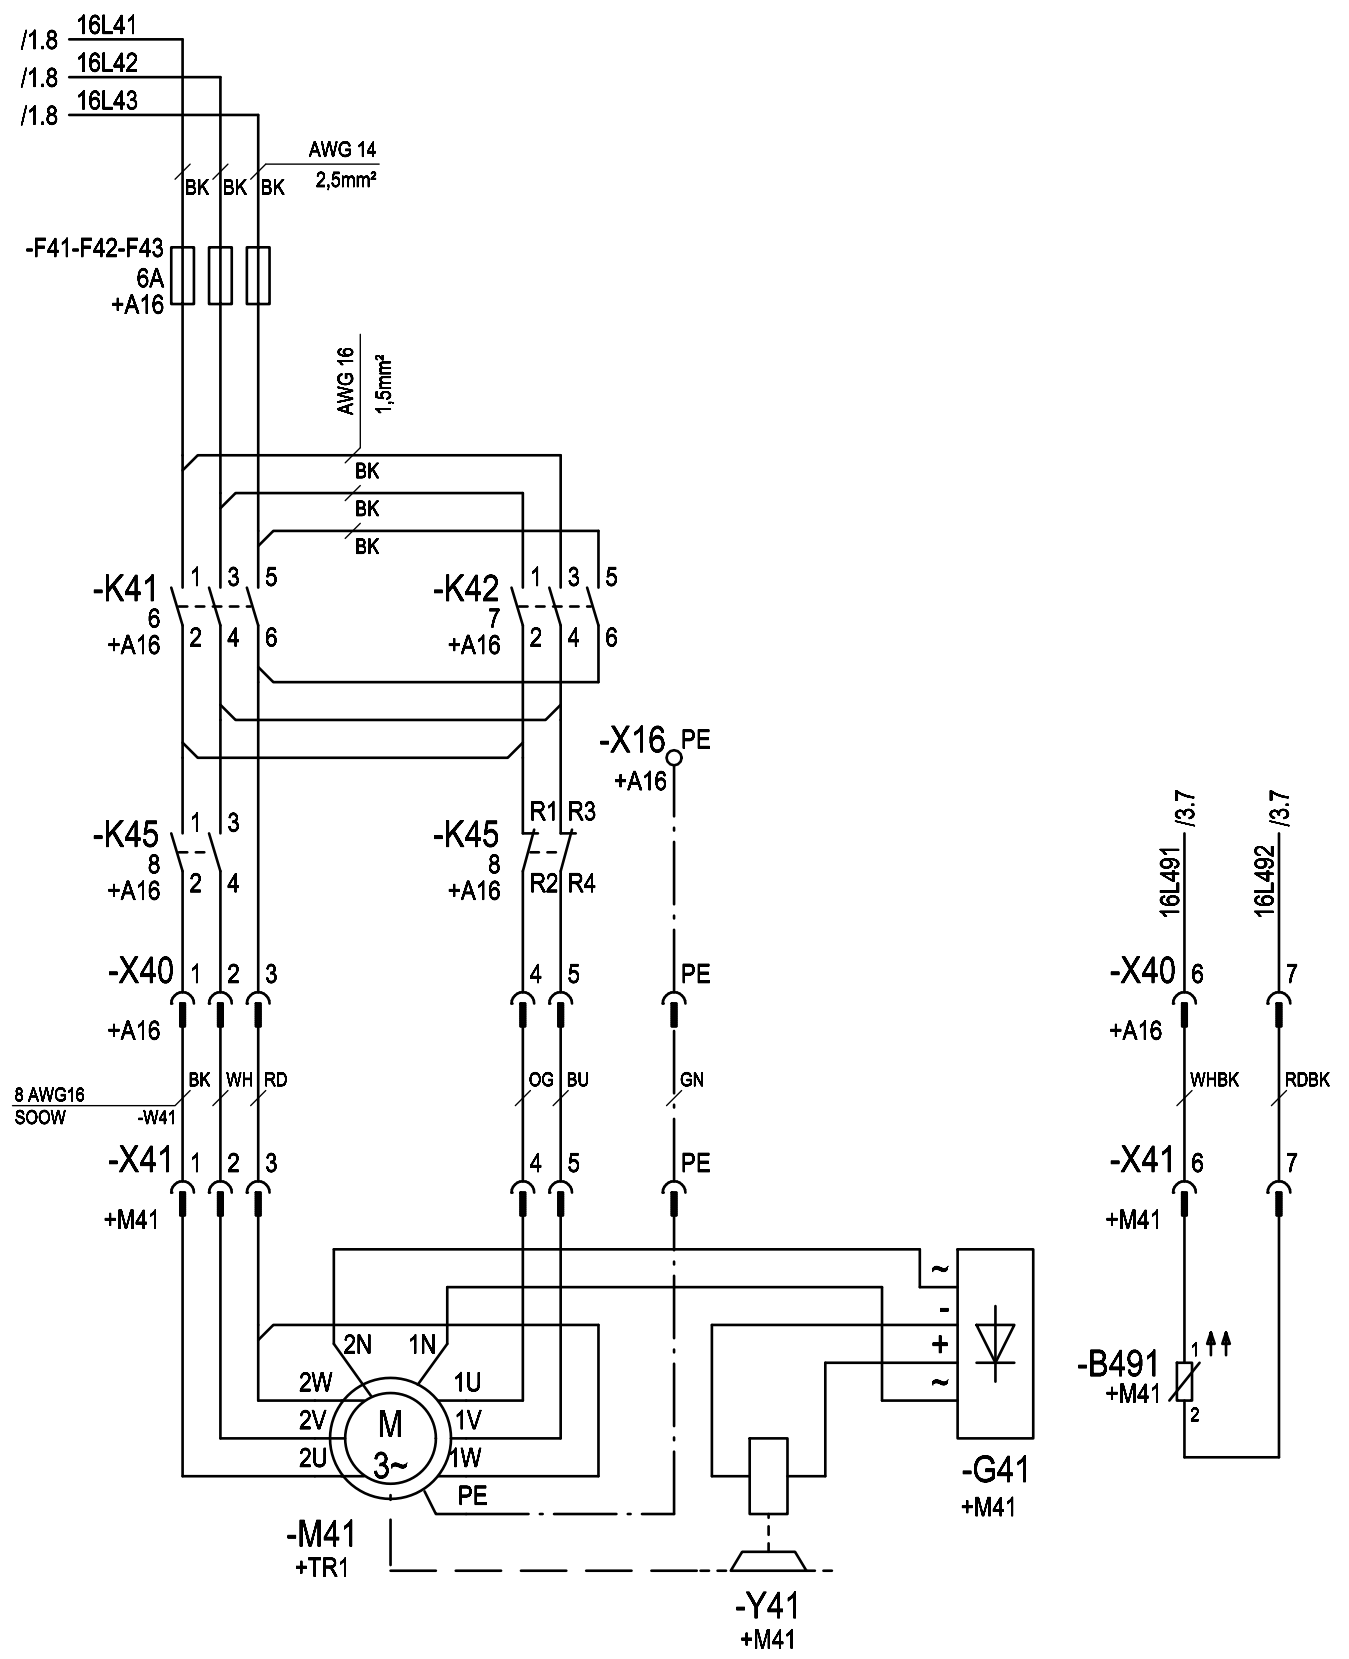 16L41
/1.8
16L42
/1.8
16L43
/1.8
AWG 14
2,5mm²
BK BK BK
-F41-F42-F43
6A
+A16
AWG 16
1,5mm²
BK
BK
BK
-K41 1 3 5
6
+A16 2 4 6
-K42 1 3 5
7
+A16 2 4 6
-X16 PE
+A16
-K45 1 3
8
+A16 2 4
-K45 R1 R3
8
+A16 R2 R4
-X40 1 2 3 4 5 PE
+A16
BK WH RD OG BU GN
8 AWG16
SOOW -W41
-X41 1 2 3 4 5 PE
+M41
/3.7 /3.7
16L491 16L492
-X40 6 7
+A16
WHBK RDBK
-X41 6 7
+M41
~
-
+
~
2N 1N
2W 1U
2V M 1V
2U 3~ 1W
PE
-M41
+TR1
-G41
+M41
-Y41
+M41
-B491 1
+M41
2